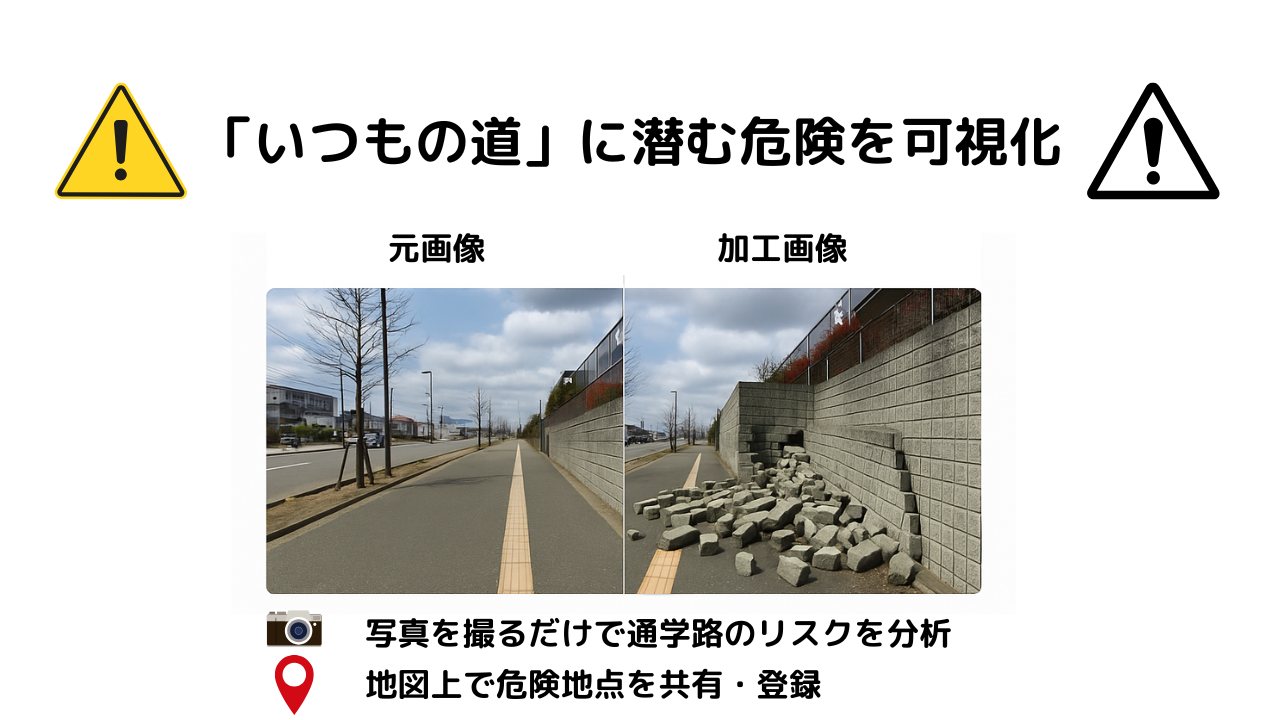 「いつもの道」に潜む危険を可視化
元画像
加工画像
写真を撮るだけで通学路のリスクを分析
地図上で危険地点を共有・登録